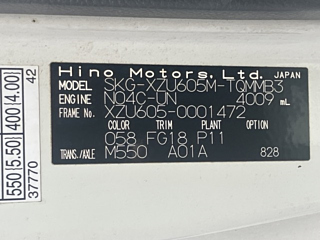 Hino Motors, Ltd. JAPAN
MODEL SKG-XZU605M-TQMMB3
ENGINE N04C-UN 4009 mL
FRAME No. XZU605-0001472
COLOR TRIM PLANT
058 FG18 P11
TRANS./AXLE M550 A01A 828
550(5.50) 400(4.00)
37770 42